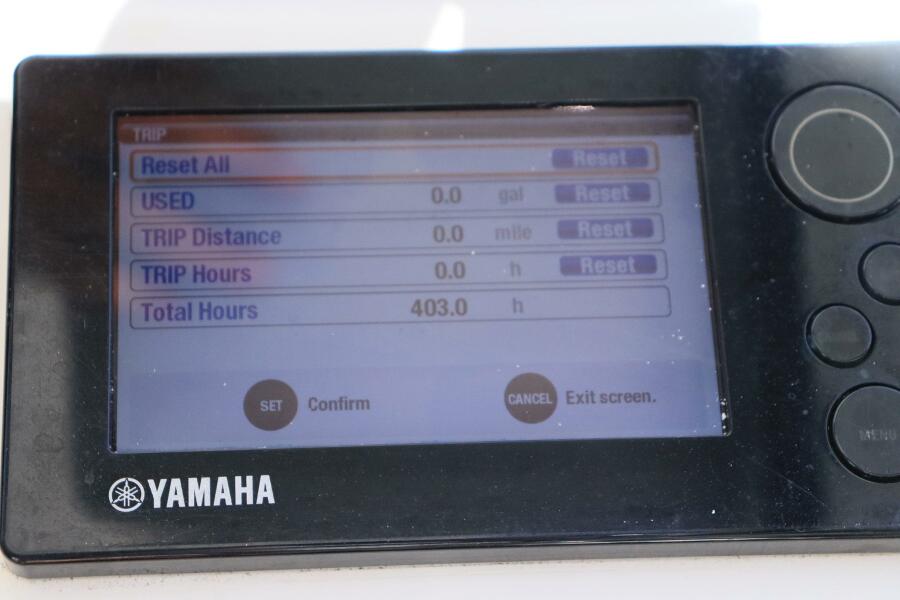 TRIP
Reset All Reset
USED 0.0 gal Reset
TRIP Distance 0.0 mile Reset
TRIP Hours 0.0 h Reset
Total Hours 403.0 h
SET Confirm CANCEL Exit screen.
MENU
YAMAHA